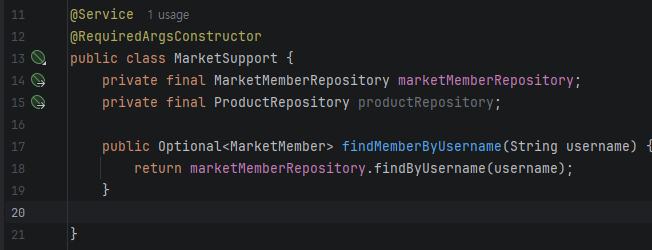 11 @Service 1 usage
12 @RequiredArgsConstructor
13 public class MarketSupport {
14     private final MarketMemberRepository marketMemberRepository;
15     private final ProductRepository productRepository;
16
17     public Optional<MarketMember> findMemberByUsername(String username) {
18         return marketMemberRepository.findByUsername(username);
19     }
20
21 }